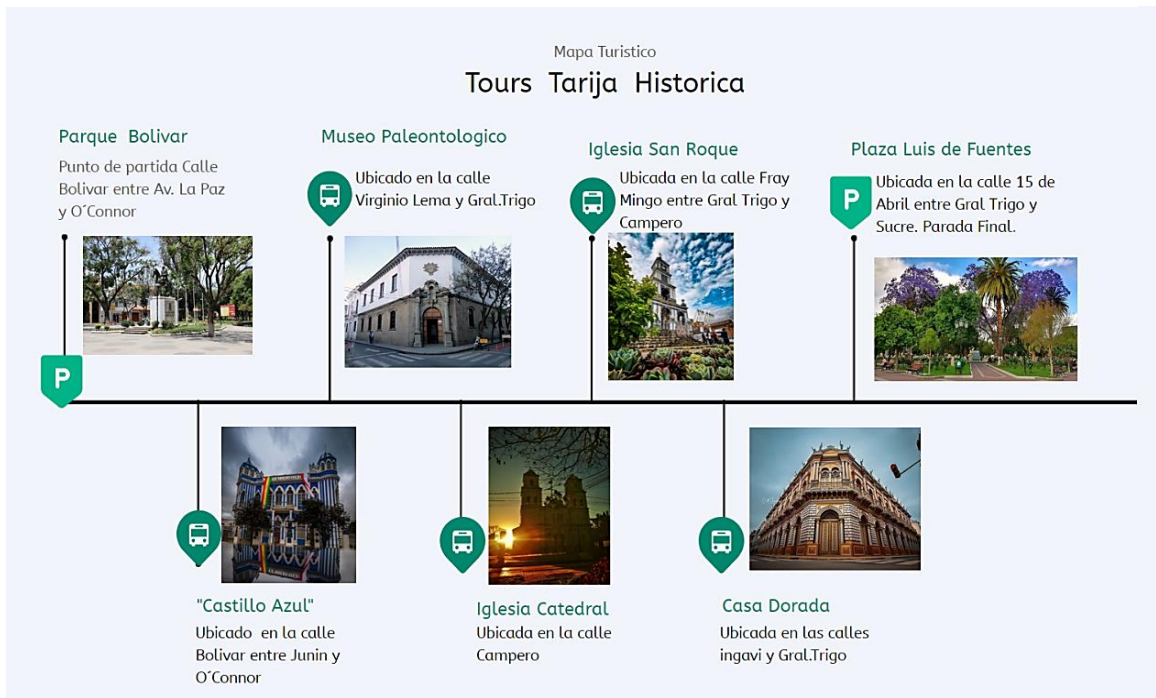 Mapa Turistico
Tours Tarija Historica
Parque Bolivar
Punto de partida Calle
Bolivar entre Av. La Paz
y O´Connor
P
"Castillo Azul"
Ubicado en la calle
Bolivar entre Junin y
O´Connor
Museo Paleontologico
Ubicado en la calle
Virginio Lema y Gral.Trigo
Iglesia Catedral
Ubicada en la calle
Campero
Iglesia San Roque
Ubicada en la calle Fray
Mingo entre Gral Trigo y
Campero
Casa Dorada
Ubicada en las calles
ingavi y Gral.Trigo
Plaza Luis de Fuentes
P
Ubicada en la calle 15 de
Abril entre Gral Trigo y
Sucre. Parada Final.